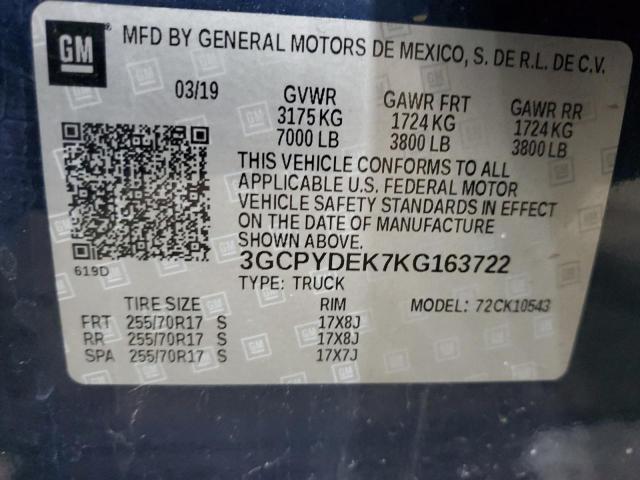 GM MFD BY GENERAL MOTORS DE MEXICO, S. DE R.L. DE C.V.
03/19 GVWR GAWR FRT GAWR RR
3175 KG 1724 KG 1724 KG
7000 LB 3800 LB 3800 LB
THIS VEHICLE CONFORMS TO ALL
APPLICABLE U.S. FEDERAL MOTOR
VEHICLE SAFETY STANDARDS IN EFFECT
ON THE DATE OF MANUFACTURE
SHOWN ABOVE.
619D 3GCPYDEK7KG163722
TYPE: TRUCK
TIRE SIZE RIM MODEL: 72CK10543
FRT 255/70R17 S 17X8J
RR 255/70R17 S 17X8J
SPA 255/70R17 S 17X7J